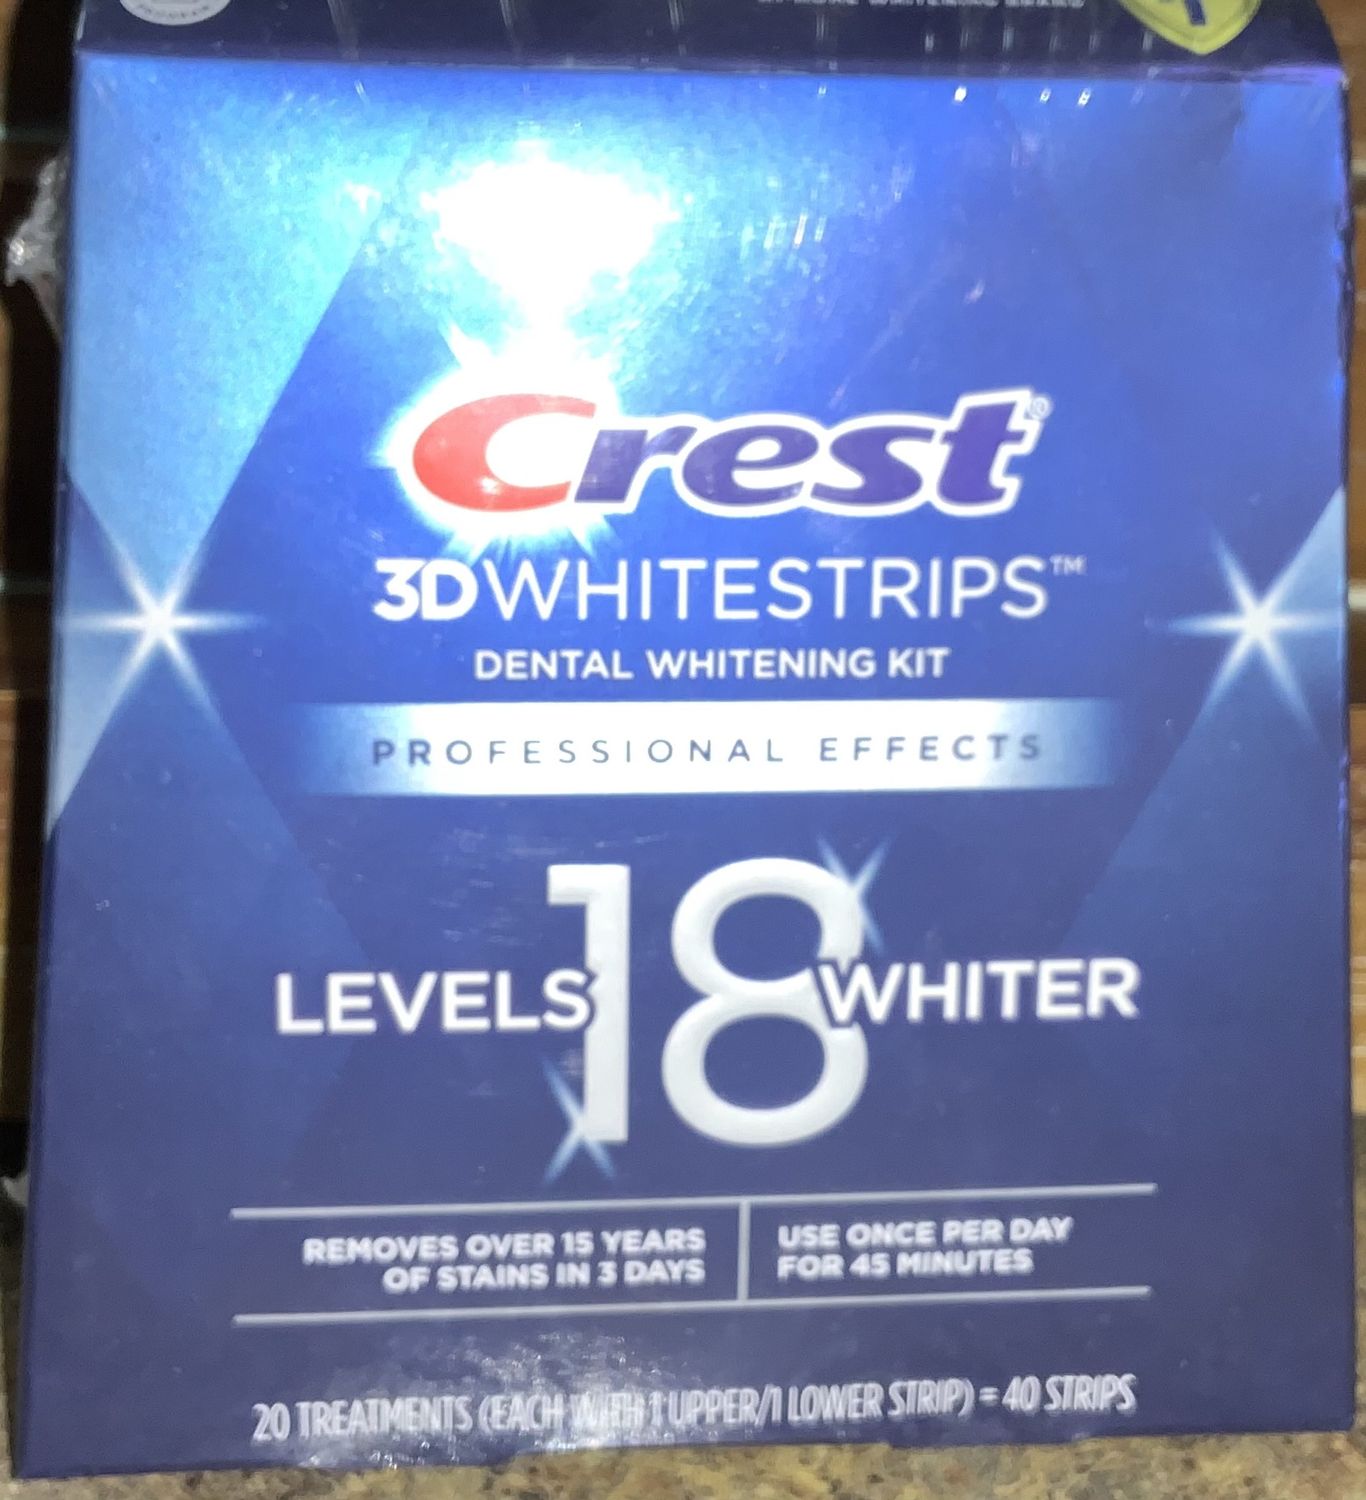 Crest®
3DWHITESTRIPS™
DENTAL WHITENING KIT
PROFESSIONAL EFFECTS
LEVELS 18 WHITER
REMOVES OVER 15 YEARS
OF STAINS IN 3 DAYS
USE ONCE PER DAY
FOR 45 MINUTES
20 TREATMENTS (EACH WITH 1 UPPER/1 LOWER STRIP) = 40 STRIPS